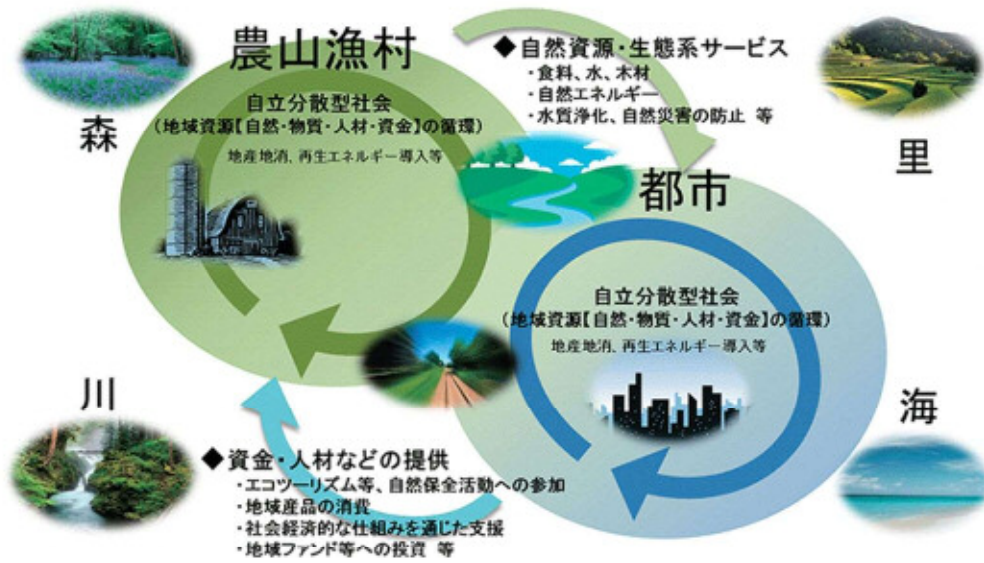 農山漁村
森
自立分散型社会
(地域資源【自然・物質・人材・資金】の循環)
地産地消、再生エネルギー導入等
◆自然資源・生態系サービス
・食料、水、木材
・自然エネルギー
・水質浄化、自然災害の防止 等
里
都市
自立分散型社会
(地域資源【自然・物質・人材・資金】の循環)
地産地消、再生エネルギー導入等
川
海
◆資金・人材などの提供
・エコツーリズム等、自然保全活動への参加
・地域産品の消費
・社会経済的な仕組みを通じた支援
・地域ファンド等への投資 等